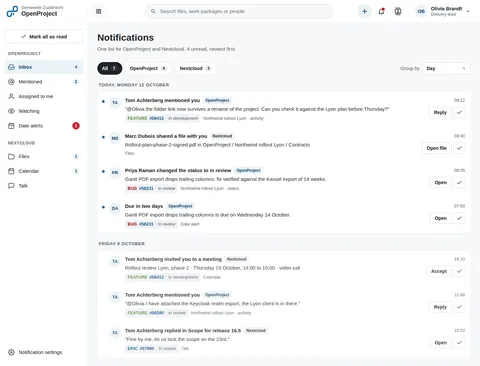 Gemeente Zuiddrecht
OpenProject
Search files, work packages or people
OB
Olivia Brandt
Delivery lead
Mark all as read
OPENPROJECT
Inbox 4
Mentioned 2
Assigned to me
Watching
Date alerts 1
NEXTCLOUD
Files 1
Calendar 1
Talk
Notification settings
Notifications
One list for OpenProject and Nextcloud. 4 unread, newest first.
All 7
OpenProject 4
Nextcloud 3
Group by Day
TODAY, MONDAY 12 OCTOBER
TA
Tom Achterberg mentioned you OpenProject
"@Olivia the folder link now survives a rename of the project. Can you check it against the Lyon plan before Thursday?"
FEATURE #58412 in development Northwind rollout Lyon · activity
09:12
Reply
MD
Marc Dubois shared a file with you Nextcloud
Rollout-plan-phase-2-signed.pdf in OpenProject / Northwind rollout Lyon / Contracts
Files
08:40
Open file
PR
Priya Raman changed the status to in review OpenProject
Gantt PDF export drops trailing columns: fix verified against the Kassel export of 14 weeks.
BUG #58231 in review Northwind rollout Lyon · status
08:05
Open
DA
Due in two days OpenProject
Gantt PDF export drops trailing columns is due on Wednesday 14 October.
BUG #58231 in review Date alert
07:00
Open
FRIDAY 9 OCTOBER
TA
Tom Achterberg invited you to a meeting Nextcloud
Rollout review Lyon, phase 2 · Thursday 15 October, 14:00 to 15:00 · video call
FEATURE #58412 in development Calendar
16:20
Accept
TA
Tom Achterberg mentioned you OpenProject
"@Olivia I have attached the Keycloak realm export, the Lyon client is in there."
FEATURE #58390 in development Northwind rollout Lyon · activity
11:48
Reply
TA
Tom Achterberg replied in Scope for release 16.5 Nextcloud
"Fine by me, let us lock the scope on the 23rd."
EPIC #57990 in review Talk
10:02
Open